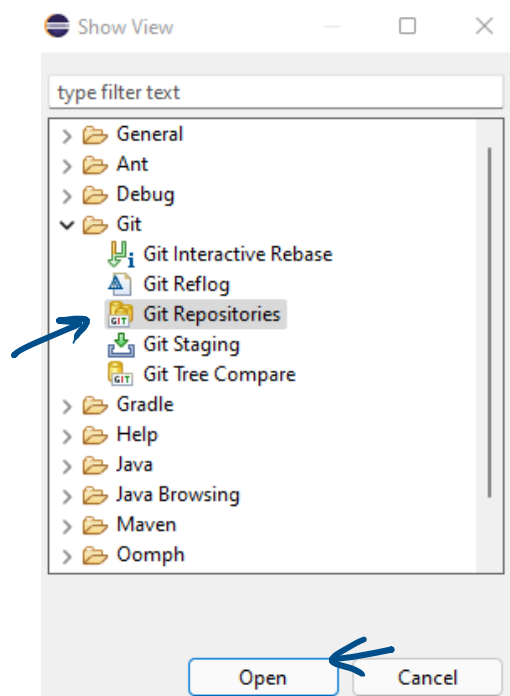 Show View
type filter text
General
Ant
Debug
Git
Git Interactive Rebase
Git Reflog
Git Repositories
Git Staging
Git Tree Compare
Gradle
Help
Java
Java Browsing
Maven
Oomph
Open Cancel